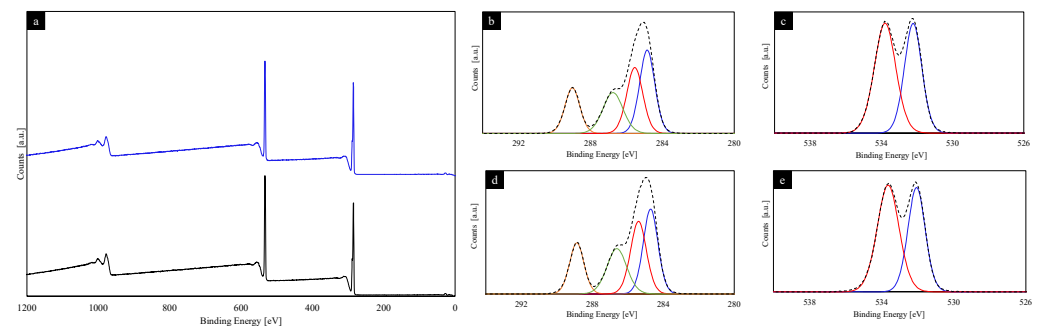 a
Counts [a.u.]
1200 1000 800 600 400 200 0
Binding Energy [eV]
b
Counts [a.u.]
292 288 284 280
Binding Energy [eV]
c
Counts [a.u.]
538 534 530 526
Binding Energy [eV]
d
Counts [a.u.]
292 288 284 280
Binding Energy [eV]
e
Counts [a.u.]
538 534 530 526
Binding Energy [eV]